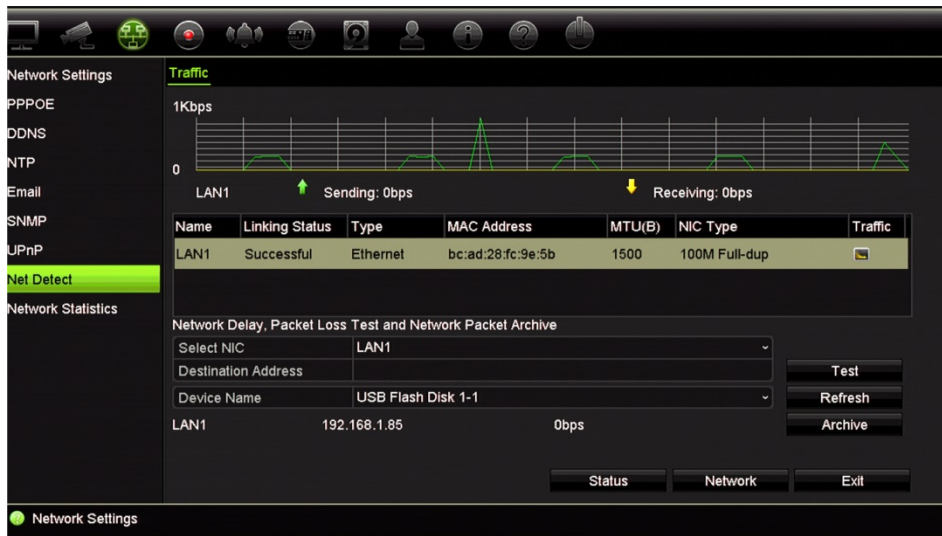 Network Settings
PPPOE
DDNS
NTP
Email
SNMP
UPnP
Net Detect
Network Statistics
Traffic
1Kbps
0
LAN1 Sending: 0bps Receiving: 0bps
Name Linking Status Type MAC Address MTU(B) NIC Type Traffic
LAN1 Successful Ethernet bc:ad:28:fc:9e:5b 1500 100M Full-dup
Network Delay, Packet Loss Test and Network Packet Archive
Select NIC LAN1
Destination Address Test
Device Name USB Flash Disk 1-1 Refresh
LAN1 192.168.1.85 0bps Archive
Status Network Exit
Network Settings